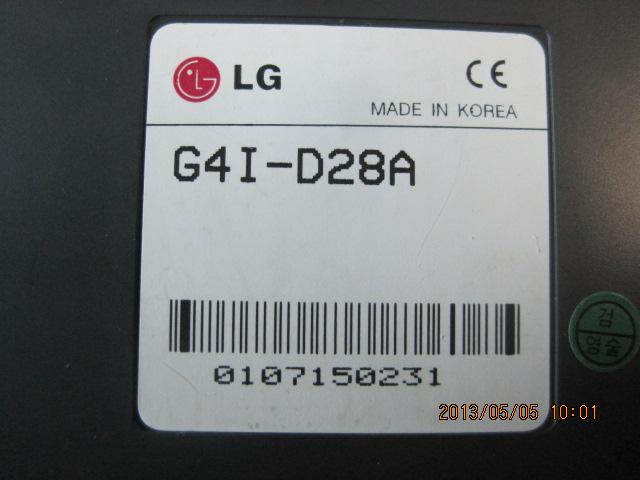 LG
CE
MADE IN KOREA
G4I-D28A
0107150231
검
영술
2013/05/05 10:01